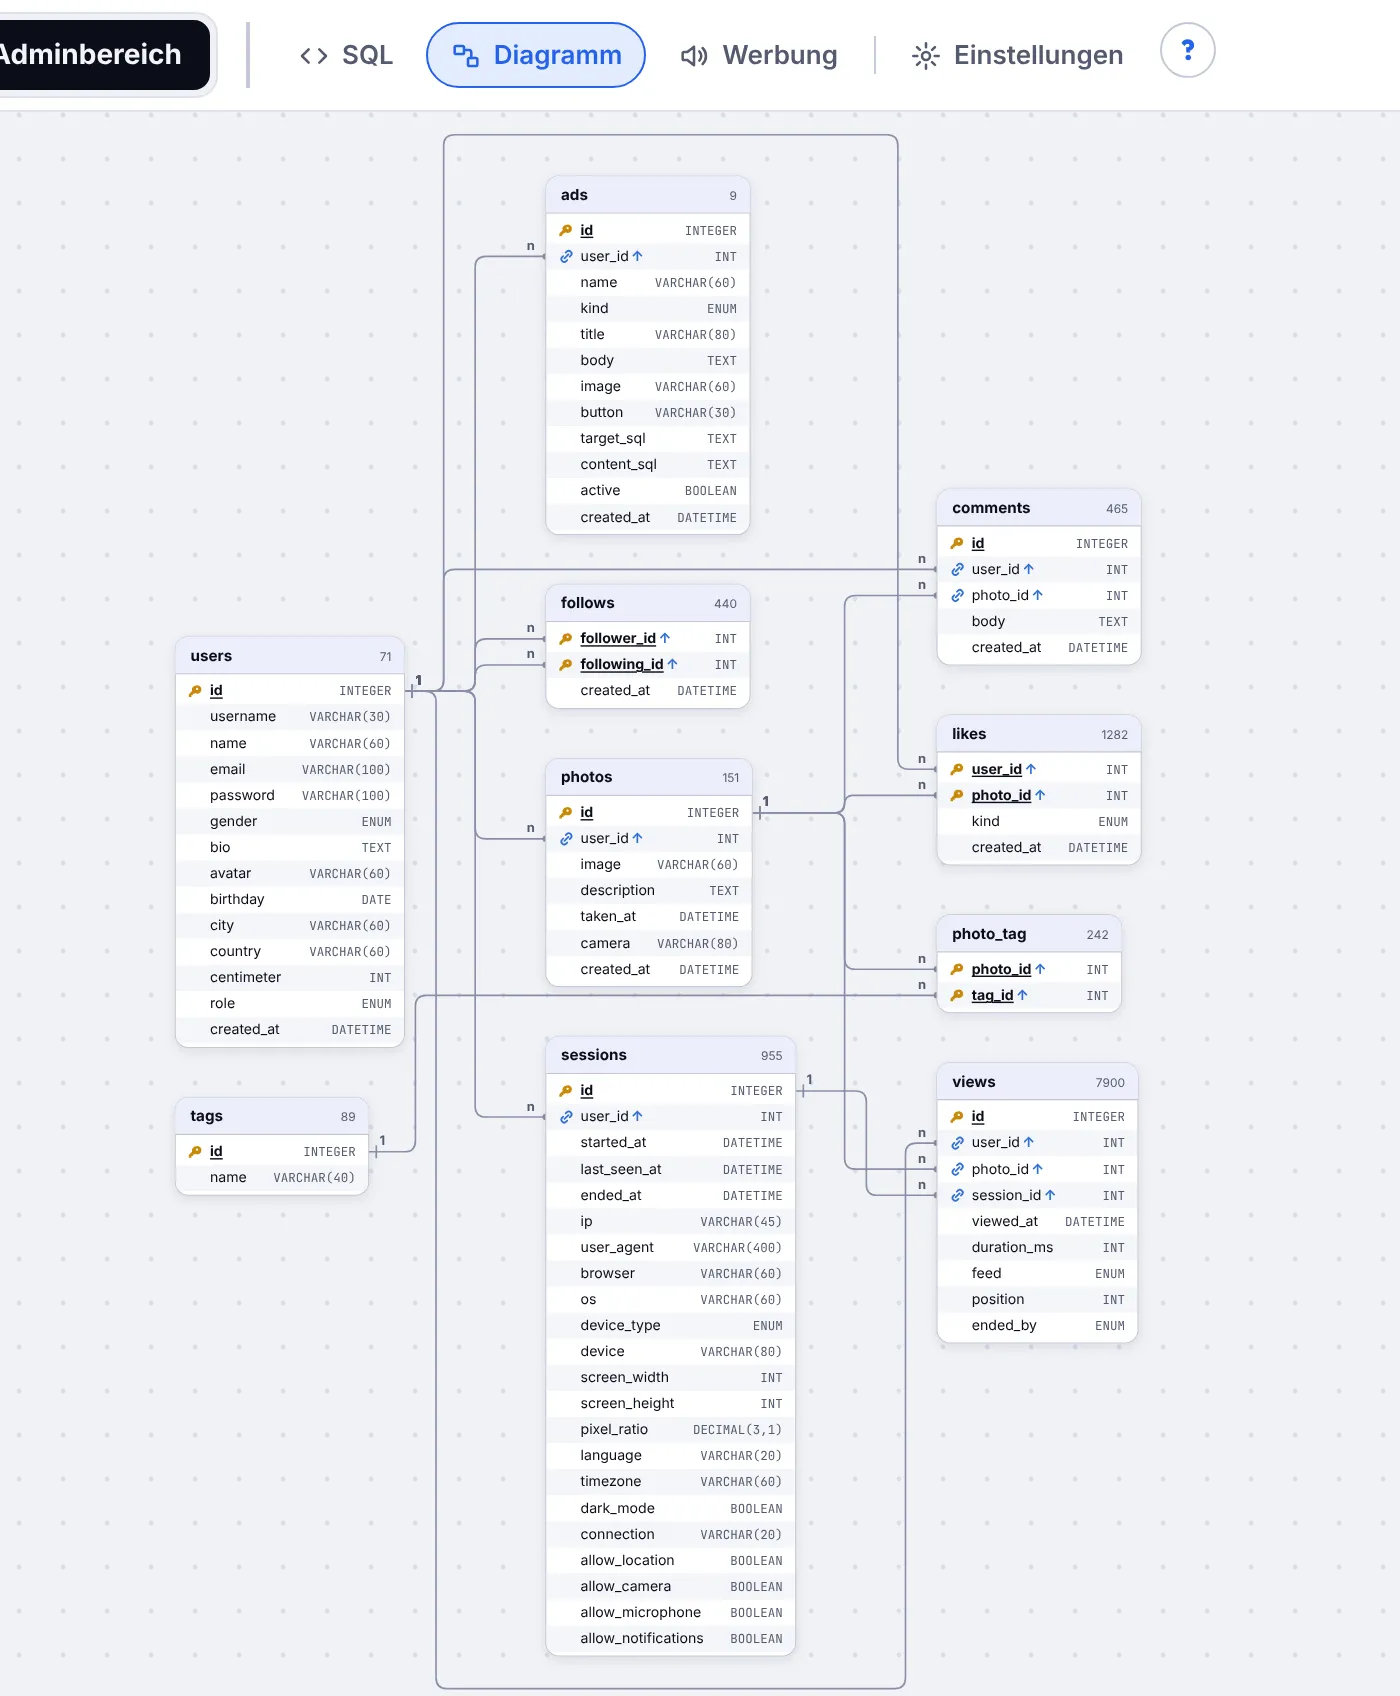 Adminbereich
SQL
Diagramm
Werbung
Einstellungen
?
ads 9
id INTEGER
n user_id ↑ INT
name VARCHAR(60)
kind ENUM
title VARCHAR(80)
body TEXT
image VARCHAR(60)
button VARCHAR(30)
target_sql TEXT
content_sql TEXT
active BOOLEAN
created_at DATETIME
follows 440
n follower_id ↑ INT
n following_id ↑ INT
created_at DATETIME
users 71
id INTEGER 1
username VARCHAR(30)
name VARCHAR(60)
email VARCHAR(100)
password VARCHAR(100)
gender ENUM
bio TEXT
avatar VARCHAR(60)
birthday DATE
city VARCHAR(60)
country VARCHAR(60)
centimeter INT
role ENUM
created_at DATETIME
photos 151
id INTEGER 1
n user_id ↑ INT
image VARCHAR(60)
description TEXT
taken_at DATETIME
camera VARCHAR(80)
created_at DATETIME
tags 89
id INTEGER 1
name VARCHAR(40)
sessions 955
id INTEGER 1
n user_id ↑ INT
started_at DATETIME
last_seen_at DATETIME
ended_at DATETIME
ip VARCHAR(45)
user_agent VARCHAR(400)
browser VARCHAR(60)
os VARCHAR(60)
device_type ENUM
device VARCHAR(80)
screen_width INT
screen_height INT
pixel_ratio DECIMAL(3,1)
language VARCHAR(20)
timezone VARCHAR(60)
dark_mode BOOLEAN
connection VARCHAR(20)
allow_location BOOLEAN
allow_camera BOOLEAN
allow_microphone BOOLEAN
allow_notifications BOOLEAN
comments 465
id INTEGER
n user_id ↑ INT
n photo_id ↑ INT
body TEXT
created_at DATETIME
likes 1282
n user_id ↑ INT
n photo_id ↑ INT
kind ENUM
created_at DATETIME
photo_tag 242
n photo_id ↑ INT
n tag_id ↑ INT
views 7900
id INTEGER
n user_id ↑ INT
n photo_id ↑ INT
n session_id ↑ INT
viewed_at DATETIME
duration_ms INT
feed ENUM
position INT
ended_by ENUM